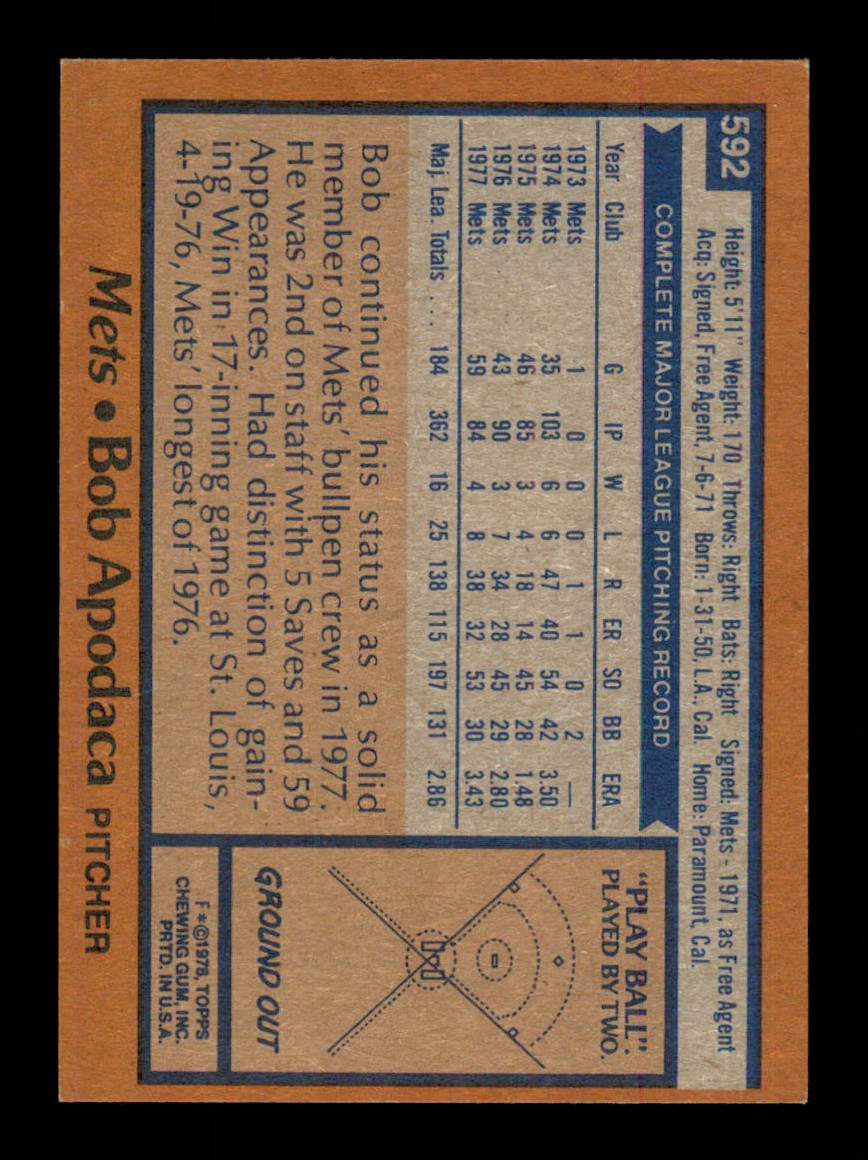 592
Height: 5'11" Weight: 170 Throws: Right Bats: Right Signed: Mets - 1971, as Free Agent
Acq: Signed, Free Agent, 7-6-71 Born: 1-31-50, L.A., Cal. Home: Paramount, Cal.
COMPLETE MAJOR LEAGUE PITCHING RECORD
Year Club G IP W L R ER SO BB ERA
1973 Mets 1 0 0 0 1 1 0 2 —
1974 Mets 35 103 6 6 47 40 54 42 3.50
1975 Mets 46 85 3 4 18 14 45 28 1.48
1976 Mets 43 90 3 7 34 28 45 29 2.80
1977 Mets 59 84 4 8 38 32 53 30 3.43
Maj. Lea. Totals ... 184 362 16 25 138 115 197 131 2.86
Bob continued his status as a solid
member of Mets' bullpen crew in 1977.
He was 2nd on staff with 5 Saves and 59
Appearances. Had distinction of gain-
ing Win in 17-inning game at St. Louis,
4-19-76, Mets' longest of 1976.
"PLAY BALL".
PLAYED BY TWO.
GROUND OUT
F*©1978, TOPPS
CHEWING GUM, INC.
PRTD. IN U.S.A.
Mets • Bob Apodaca PITCHER